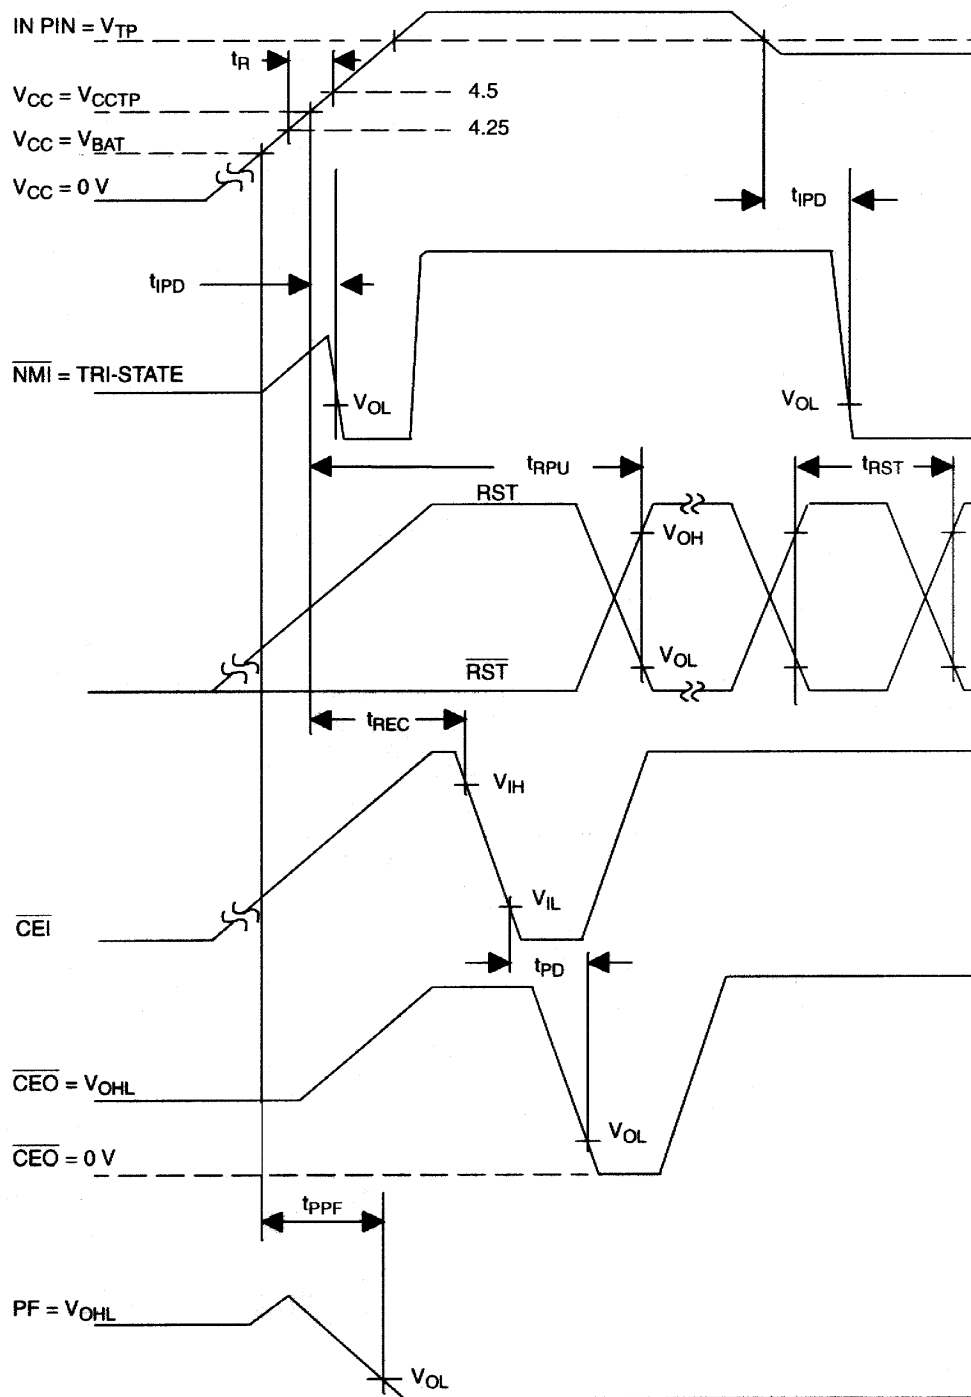 IN PIN = VTP
tR
VCC = VCCTP
4.5
4.25
VCC = VBAT
VCC = 0 V
tIPD
tIPD
NMI = TRI-STATE
VOL
VOL
tRPU
tRST
RST
VOH
VOL
RST
tREC
VIH
VIL
CEI
tPD
CEO = VOHL
VOL
CEO = 0 V
tPPF
PF = VOHL
VOL